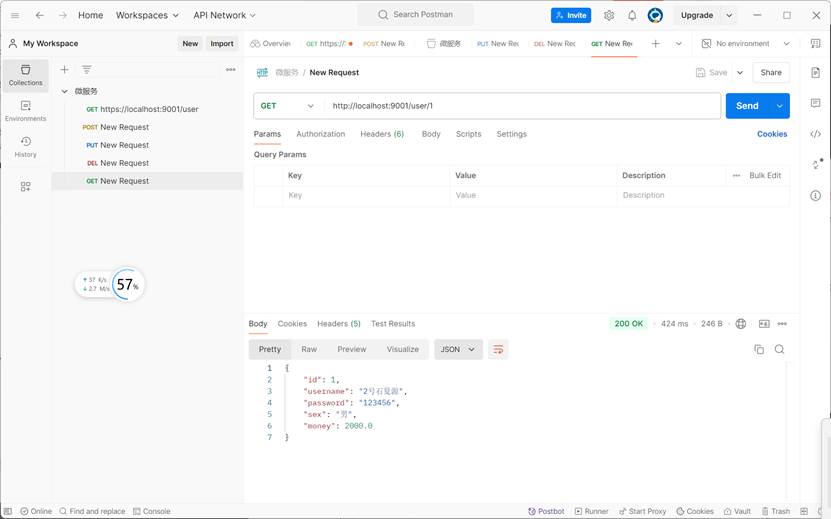 Home Workspaces API Network Search Postman Invite Upgrade
My Workspace New Import Overview GET https:// POST New Re 微服务 PUT New Rec DEL New Rec GET New Rec No environment
Collections
微服务
微服务 / New Request Save Share
GET https://localhost:9001/user
GET http://localhost:9001/user/1 Send
Environments
POST New Request
PUT New Request
Params Authorization Headers (6) Body Scripts Settings Cookies
History
DEL New Request
Query Params
GET New Request
Key Value Description Bulk Edit
Key Value Description
↑ 37 K/s
↓ 2.7 M/s
57%
Body Cookies Headers (5) Test Results 200 OK 424 ms 246 B
Pretty Raw Preview Visualize JSON
1 {
2 "id": 1,
3 "username": "2号石见源",
4 "password": "123456",
5 "sex": "男",
6 "money": 2000.0
7 }
Online Find and replace Console Postbot Runner Start Proxy Cookies Vault Trash